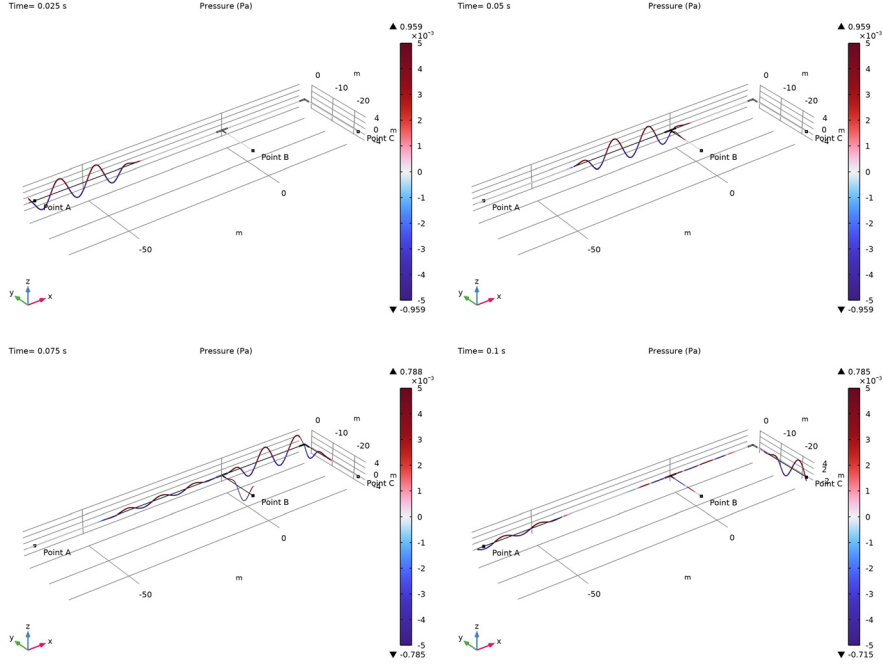 Time= 0.025 s Pressure (Pa)
0.959
×10⁻³
5
4
3
2
1
0
-1
-2
-3
-4
-5
-0.959
0 m
-10
-20
4
0 m
Point C
Point B
0
Point A
m
-50
z
y x
Time= 0.05 s Pressure (Pa)
0.959
×10⁻³
5
4
3
2
1
0
-1
-2
-3
-4
-5
-0.959
0 m
-10
-20
4
0 m
Point C
Point B
0
Point A
m
-50
z
y x
Time= 0.075 s Pressure (Pa)
0.788
×10⁻³
5
4
3
2
1
0
-1
-2
-3
-4
-5
-0.785
0 m
-10
-20
4
0 m
Point C
Point B
0
Point A
m
-50
z
y x
Time= 0.1 s Pressure (Pa)
0.785
×10⁻³
5
4
3
2
1
0
-1
-2
-3
-4
-5
-0.715
0 m
-10
-20
m
Point C
Point B
0
Point A
m
-50
z
y x